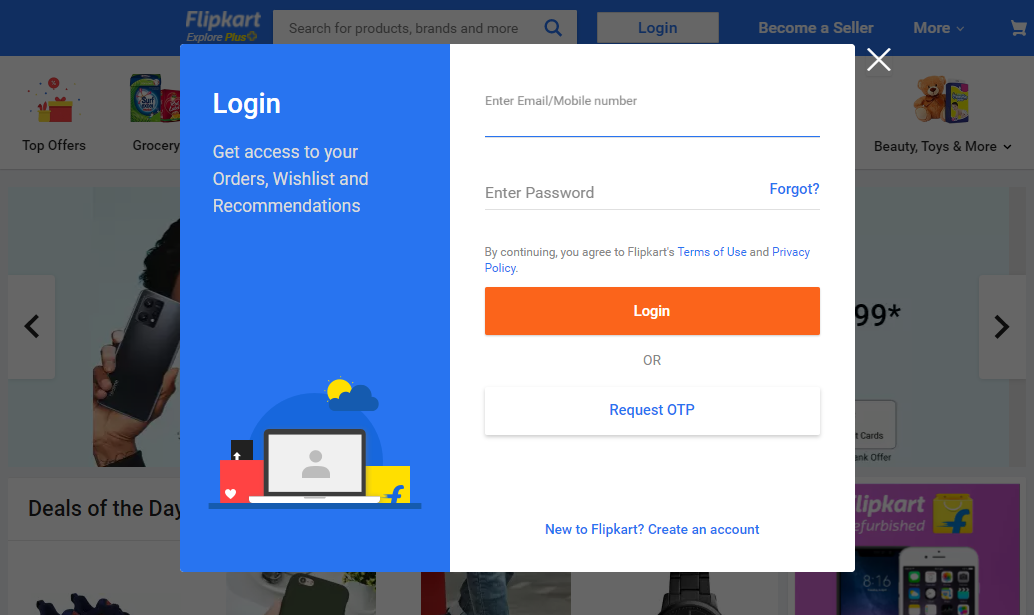 Flipkart
Explore Plus
Search for products, brands and more
Login
Become a Seller
More
Top Offers
Grocery
Beauty, Toys & More
Login
Get access to your
Orders, Wishlist and
Recommendations
Enter Email/Mobile number
Enter Password
Forgot?
By continuing, you agree to Flipkart's Terms of Use and Privacy
Policy.
Login
OR
Request OTP
New to Flipkart? Create an account
99*
t Cards
ank Offer
Deals of the Day
lipkart
efurbished
8:16